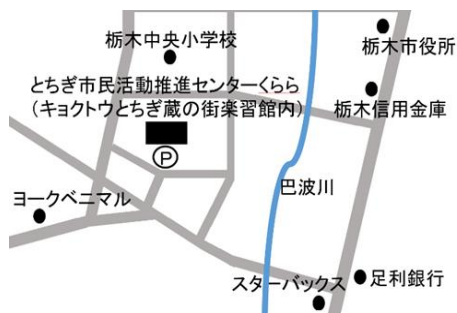 栃木中央小学校
栃木市役所
とちぎ市民活動推進センターくらら
(キョクトウとちぎ蔵の街楽習館内)
栃木信用金庫
P
ヨークベニマル
巴波川
スターバックス
足利銀行